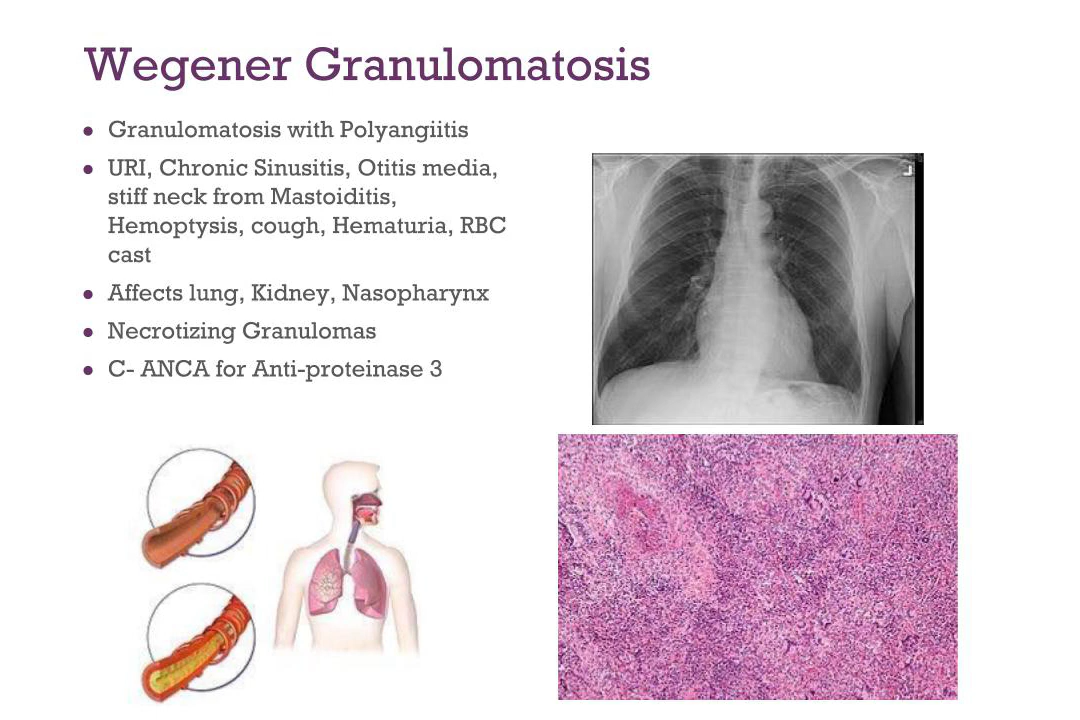 Wegener Granulomatosis
● Granulomatosis with Polyangiitis
● URI, Chronic Sinusitis, Otitis media,
stiff neck from Mastoiditis,
Hemoptysis, cough, Hematuria, RBC
cast
● Affects lung, Kidney, Nasopharynx
● Necrotizing Granulomas
● C- ANCA for Anti-proteinase 3